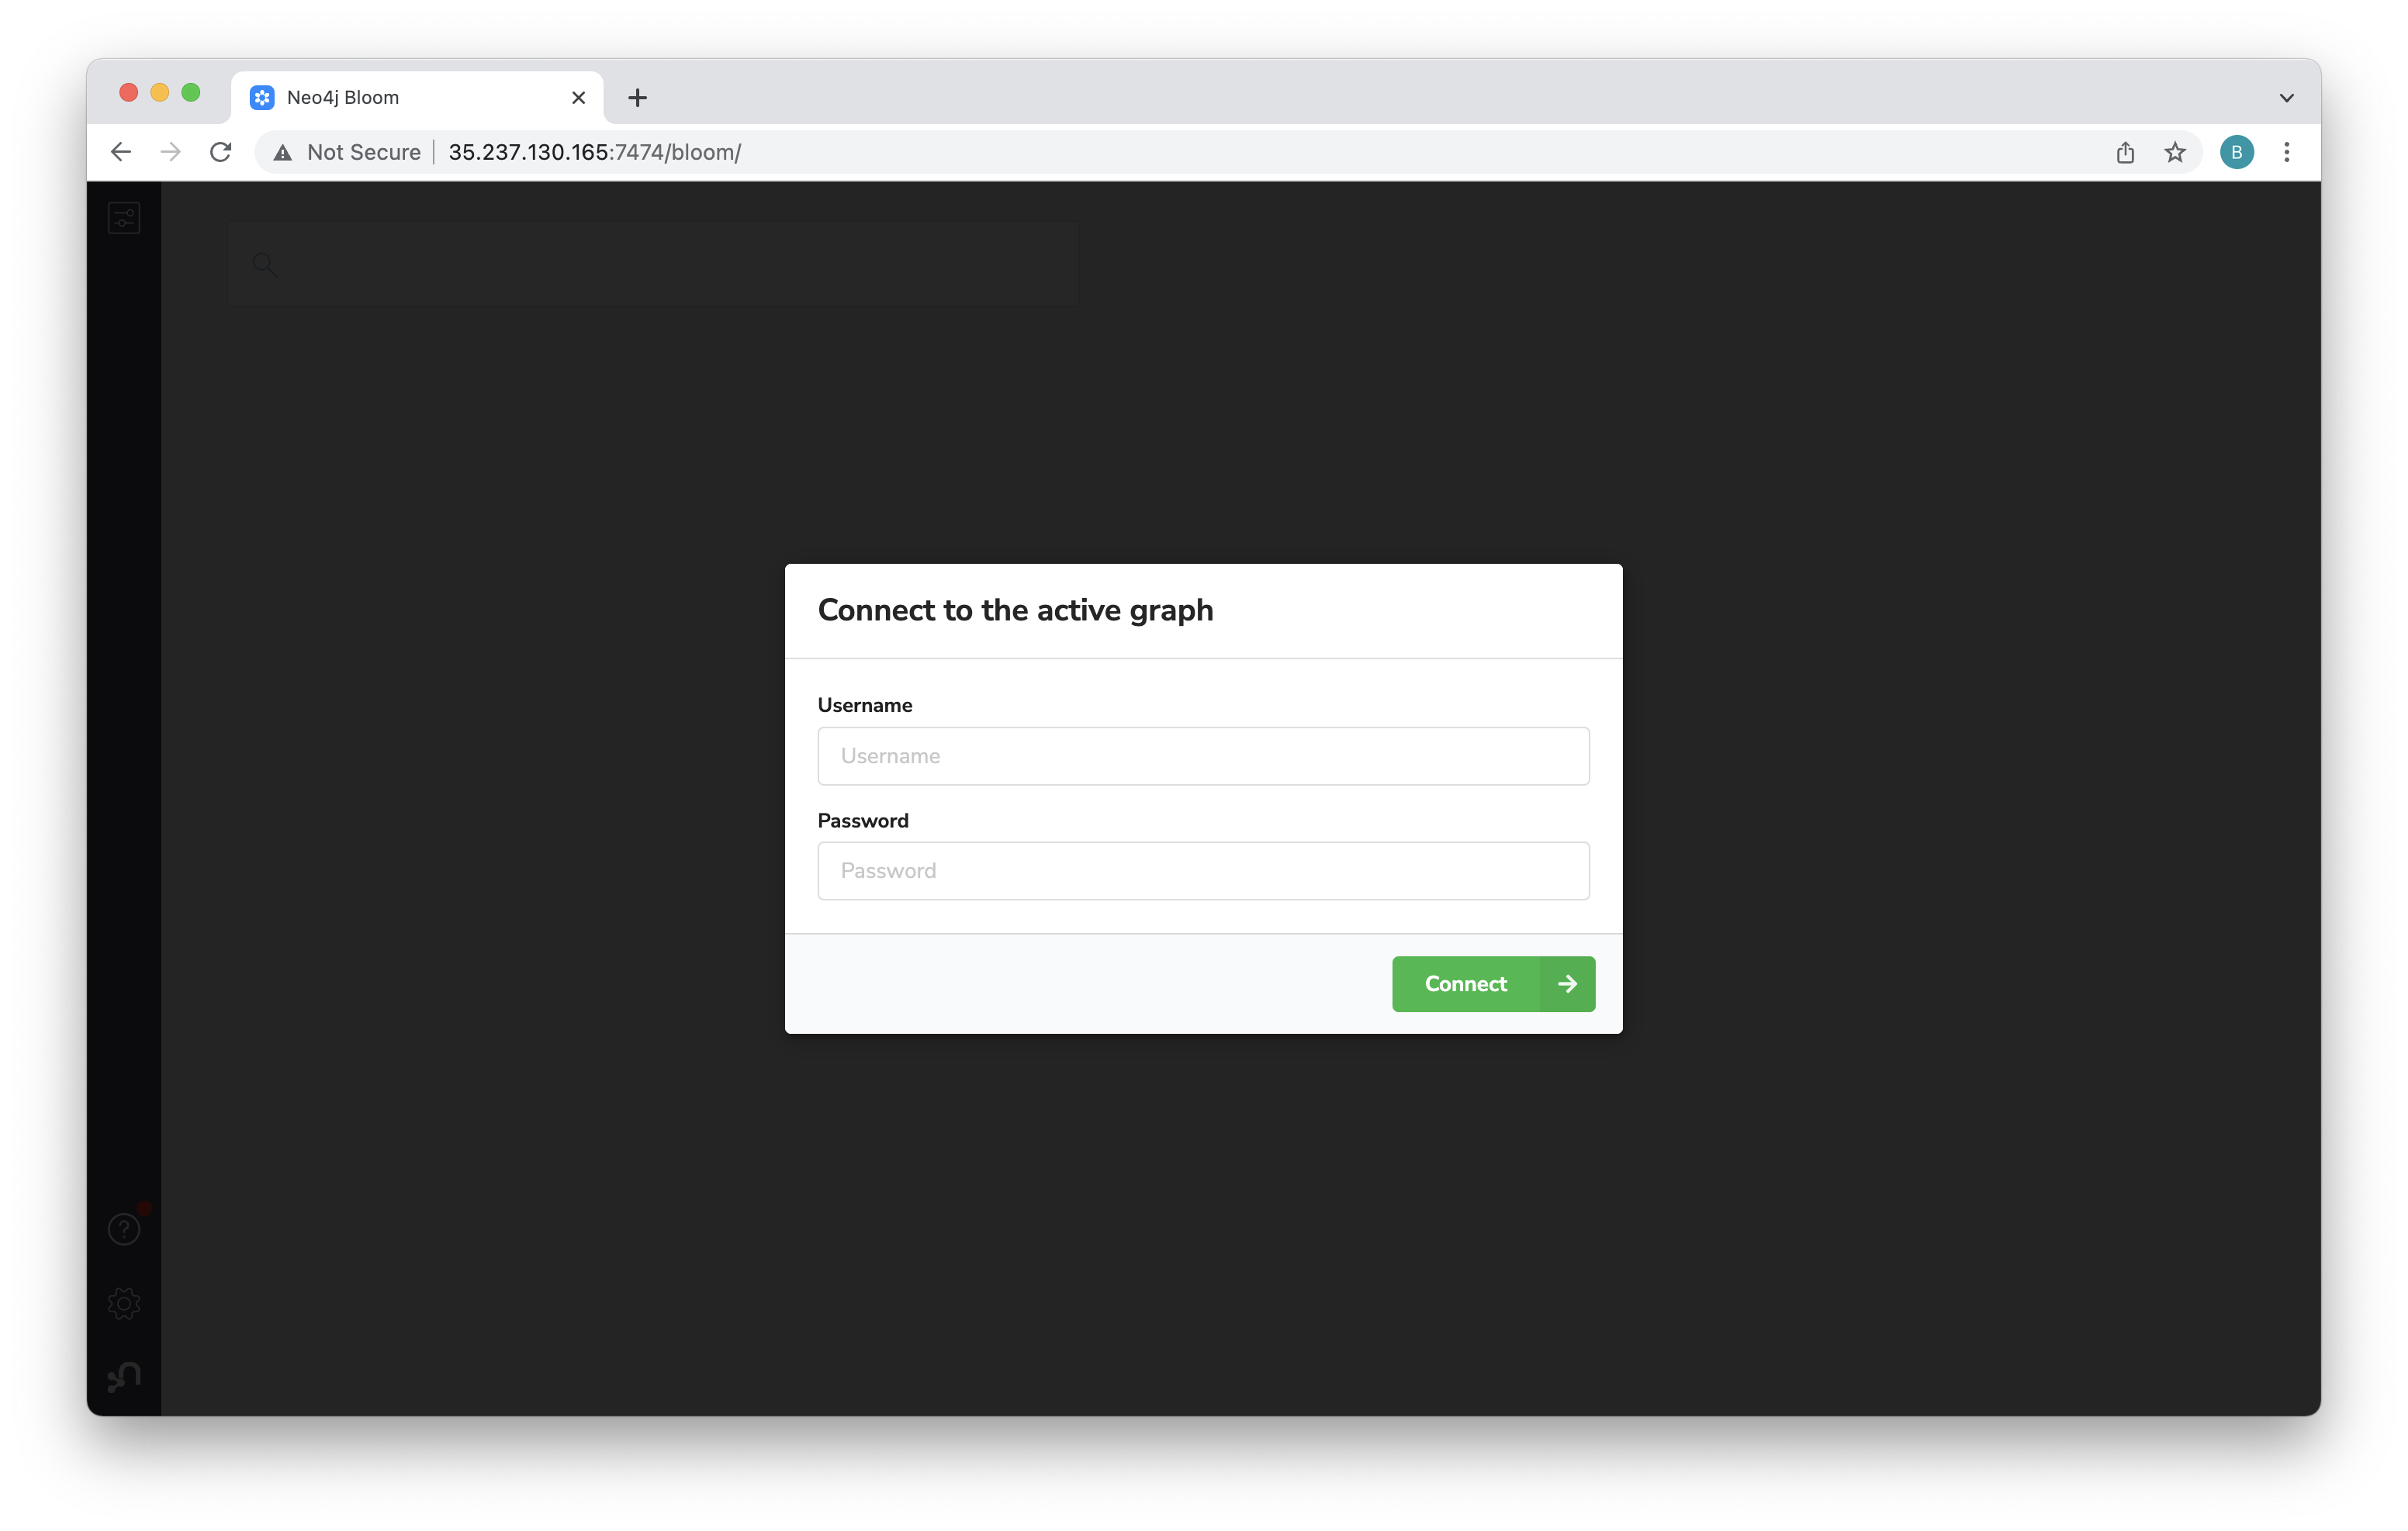 Neo4j Bloom
Not Secure 35.237.130.165:7474/bloom/
B
Connect to the active graph
Username
Username
Password
Password
Connect